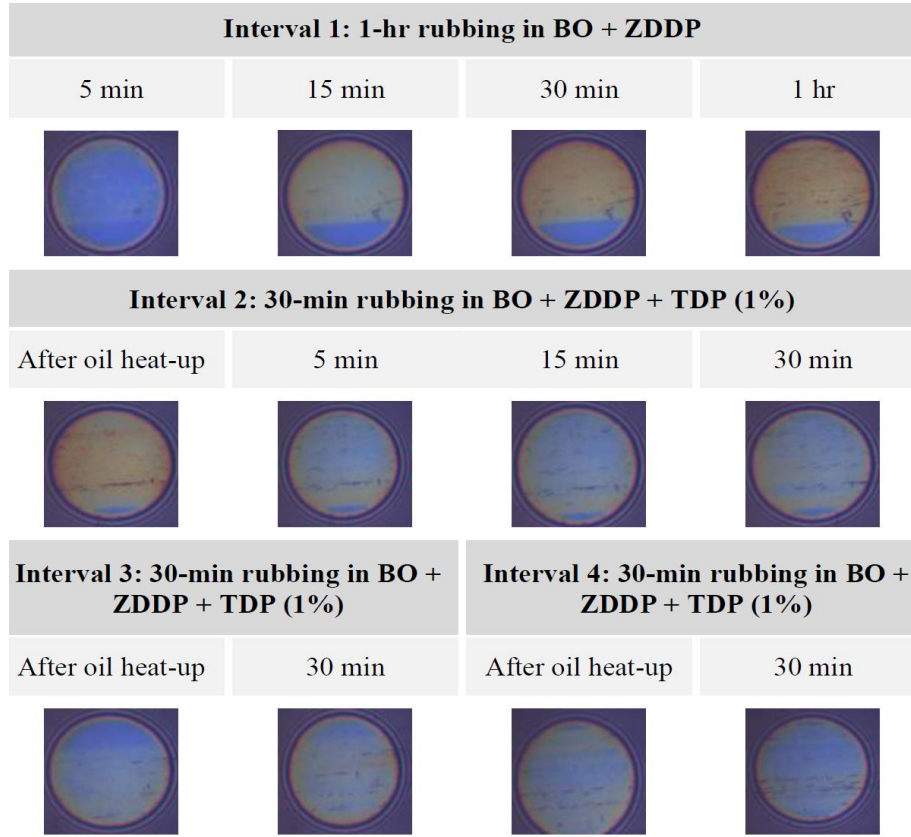 Interval 1: 1-hr rubbing in BO + ZDDP
5 min 15 min 30 min 1 hr
Interval 2: 30-min rubbing in BO + ZDDP + TDP (1%)
After oil heat-up 5 min 15 min 30 min
Interval 3: 30-min rubbing in BO +
ZDDP + TDP (1%)
Interval 4: 30-min rubbing in BO +
ZDDP + TDP (1%)
After oil heat-up 30 min After oil heat-up 30 min